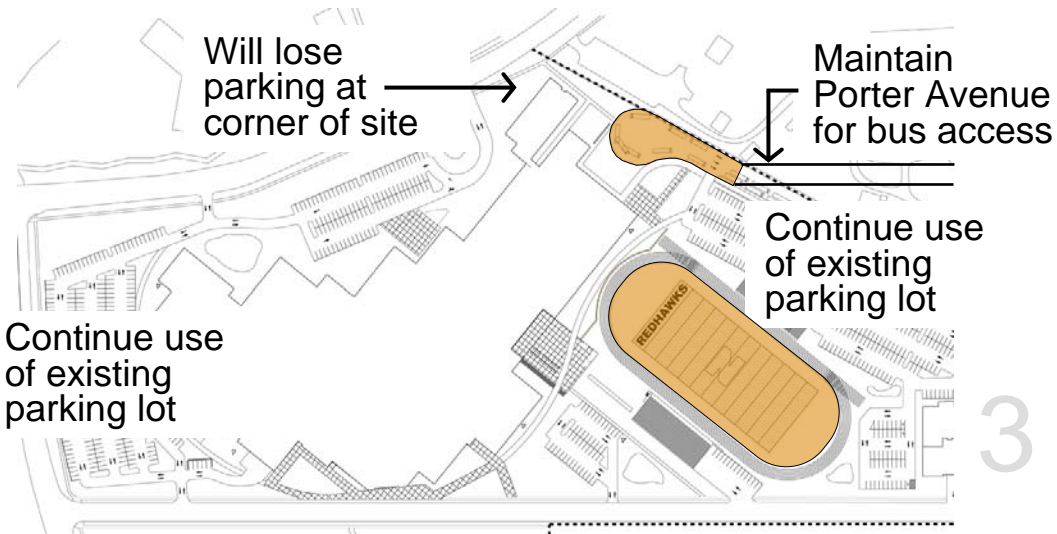 Will lose
parking at
corner of site
Maintain
Porter Avenue
for bus access
Continue use
of existing
parking lot
REDHAWKS
Continue use
of existing
parking lot
3